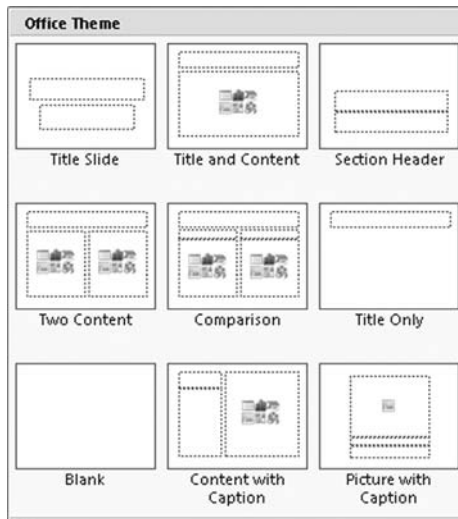 Office Theme
Title Slide
Title and Content
Section Header
Two Content
Comparison
Title Only
Blank
Content with
Caption
Picture with
Caption